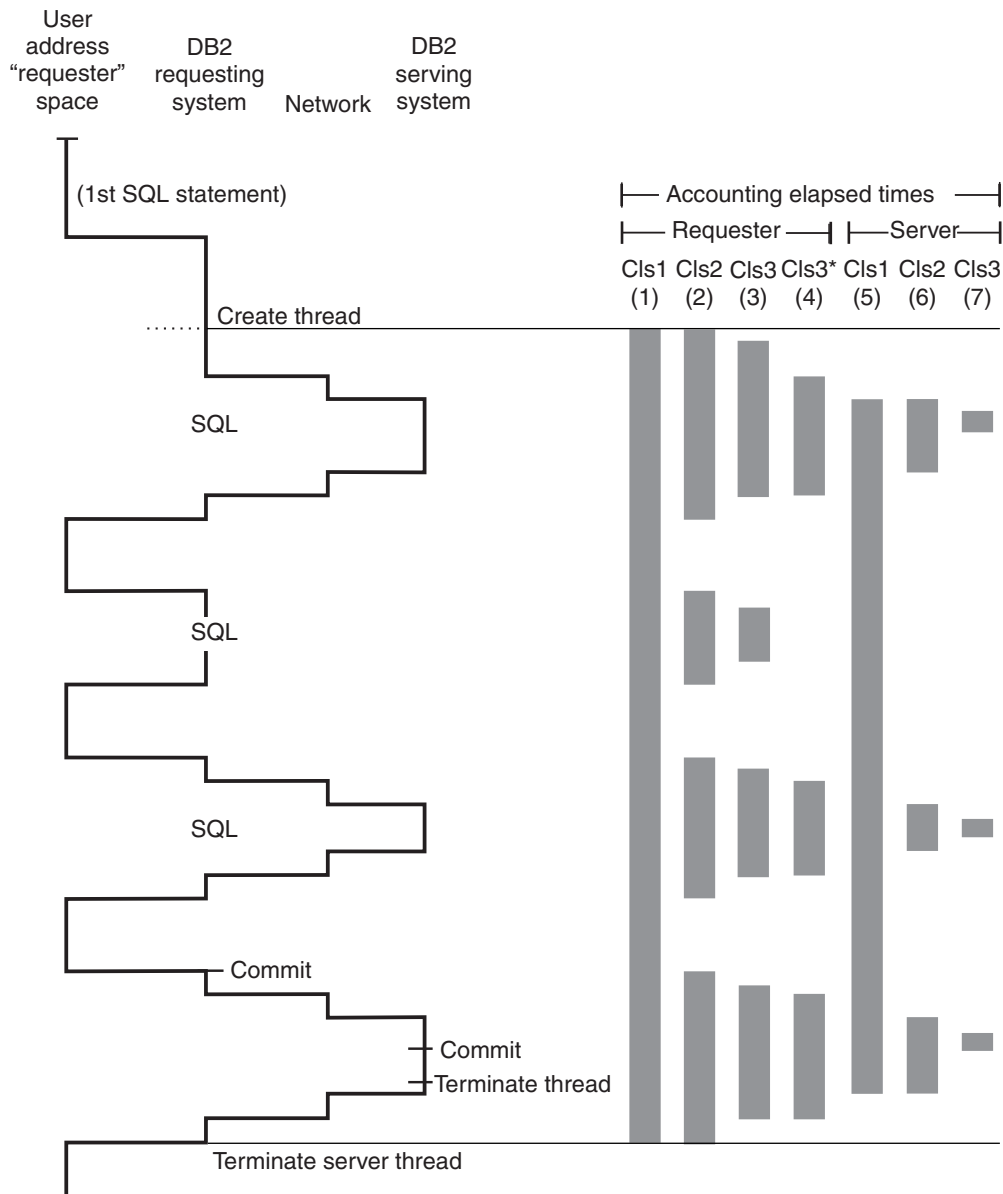 User
address
“requester”
space
DB2
requesting
system
Network
DB2
serving
system
(1st SQL statement)
Accounting elapsed times
Requester
Server
Cls1 Cls2 Cls3 Cls3* Cls1 Cls2 Cls3
(1) (2) (3) (4) (5) (6) (7)
Create thread
SQL
SQL
SQL
Commit
Commit
Terminate thread
Terminate server thread